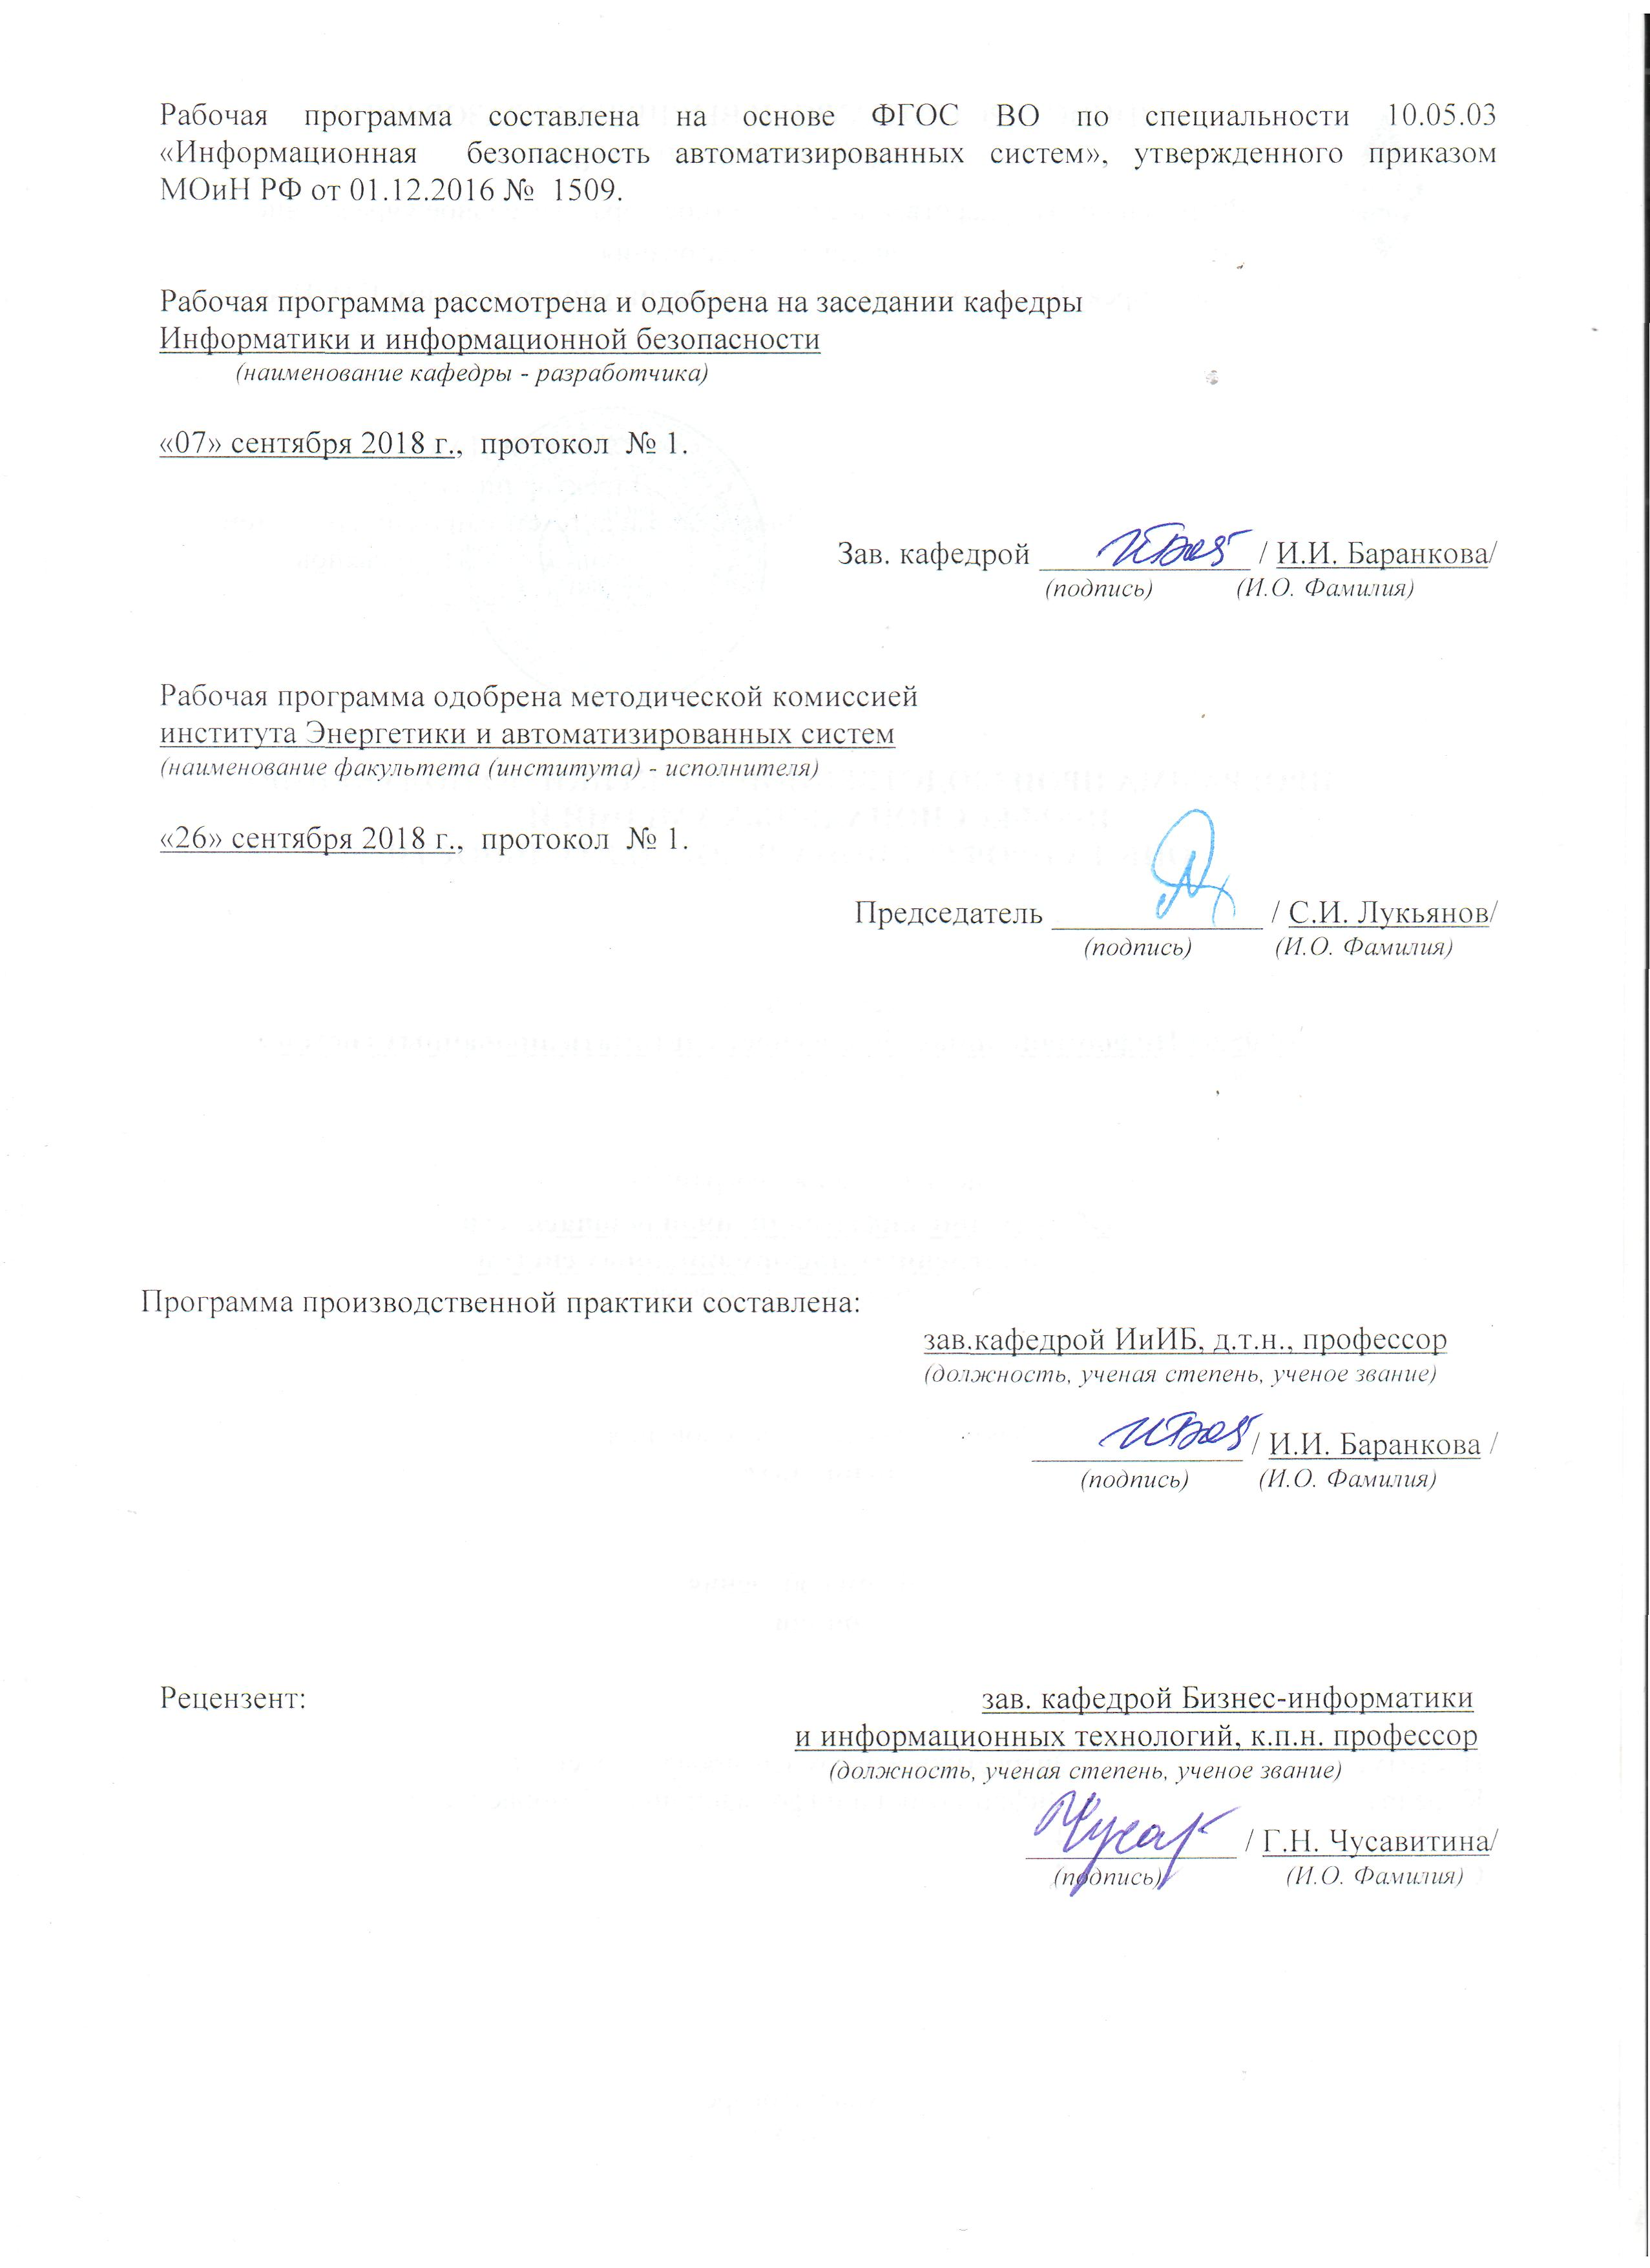 Рабочая программа составлена на основе ФГОС ВО по специальности 10.05.03
«Информационная безопасность автоматизированных систем», утвержденного приказом
МОиН РФ от 01.12.2016 № 1509.
Рабочая программа рассмотрена и одобрена на заседании кафедры
Информатики и информационной безопасности
(наименование кафедры - разработчика)
«07» сентября 2018 г., протокол № 1.
Зав. кафедрой ______________ / И.И. Баранкова/
(подпись) (И.О. Фамилия)
Рабочая программа одобрена методической комиссией
института Энергетики и автоматизированных систем
(наименование факультета (института) - исполнителя)
«26» сентября 2018 г., протокол № 1.
Председатель ______________ / С.И. Лукьянов/
(подпись) (И.О. Фамилия)
Программа производственной практики составлена:
зав.кафедрой ИиИБ, д.т.н., профессор
(должность, ученая степень, ученое звание)
______________ / И.И. Баранкова /
(подпись) (И.О. Фамилия)
Рецензент: зав. кафедрой Бизнес-информатики
и информационных технологий, к.п.н. профессор
(должность, ученая степень, ученое звание)
______________ / Г.Н. Чусавитина/
(подпись) (И.О. Фамилия)